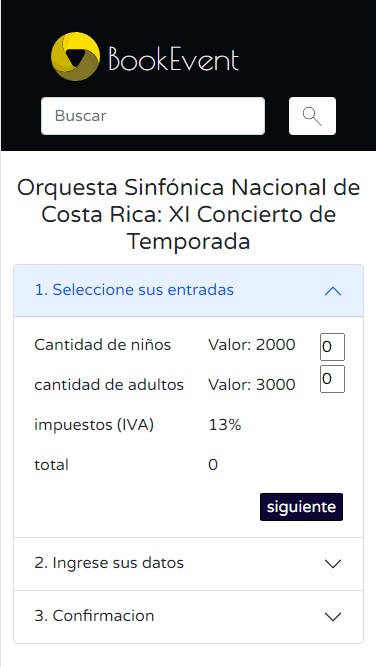 BookEvent
Buscar
Orquesta Sinfónica Nacional de
Costa Rica: XI Concierto de
Temporada
1. Seleccione sus entradas
Cantidad de niños Valor: 2000 0
cantidad de adultos Valor: 3000 0
impuestos (IVA) 13%
total 0
siguiente
2. Ingrese sus datos
3. Confirmacion